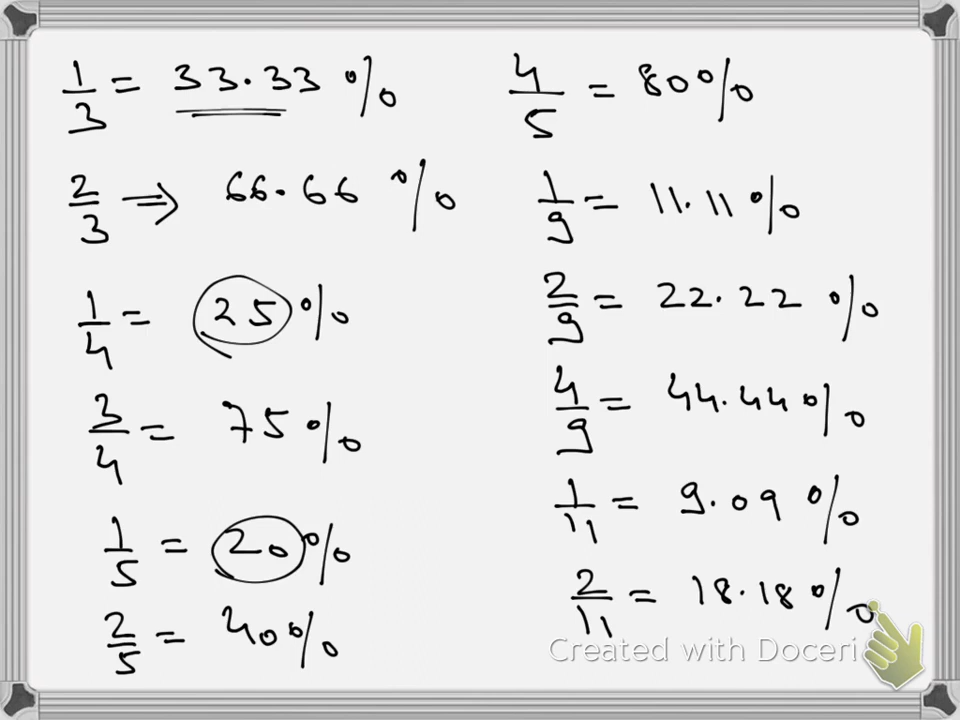 1/3 = 33.33 %
2/3 ⇒ 66.66 %
1/4 = 25 %
3/4 = 75 %
1/5 = 20 %
2/5 = 40 %
4/5 = 80 %
1/9 = 11.11 %
2/9 = 22.22 %
4/9 = 44.44 %
1/11 = 9.09 %
2/11 = 18.18 %
Created with Doceri